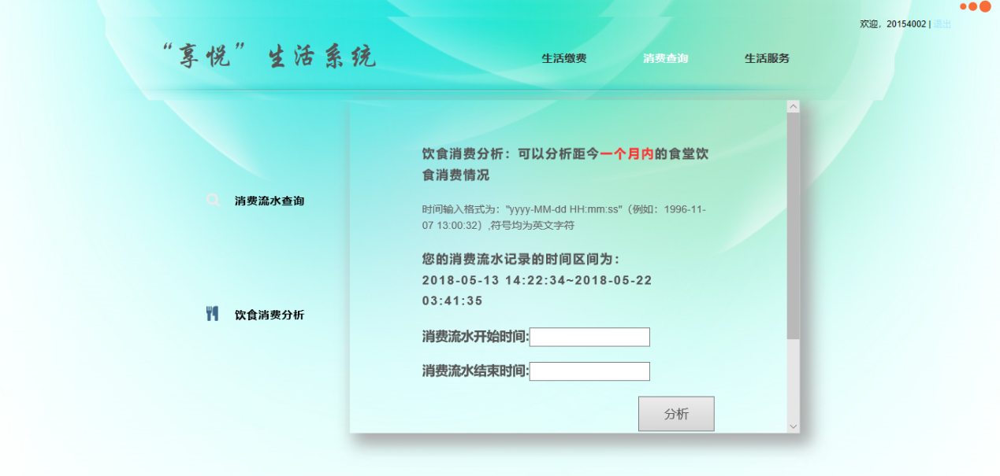 欢迎，20154002 | 退出
“享悦”生活系统
生活缴费 消费查询 生活服务
饮食消费分析：可以分析距今一个月内的食堂饮
食消费情况
消费流水查询
时间输入格式为："yyyy-MM-dd HH:mm:ss"（例如：1996-11-
07 13:00:32）,符号均为英文字符
您的消费流水记录的时间区间为：
2018-05-13 14:22:34~2018-05-22
03:41:35
饮食消费分析
消费流水开始时间:
消费流水结束时间:
分析